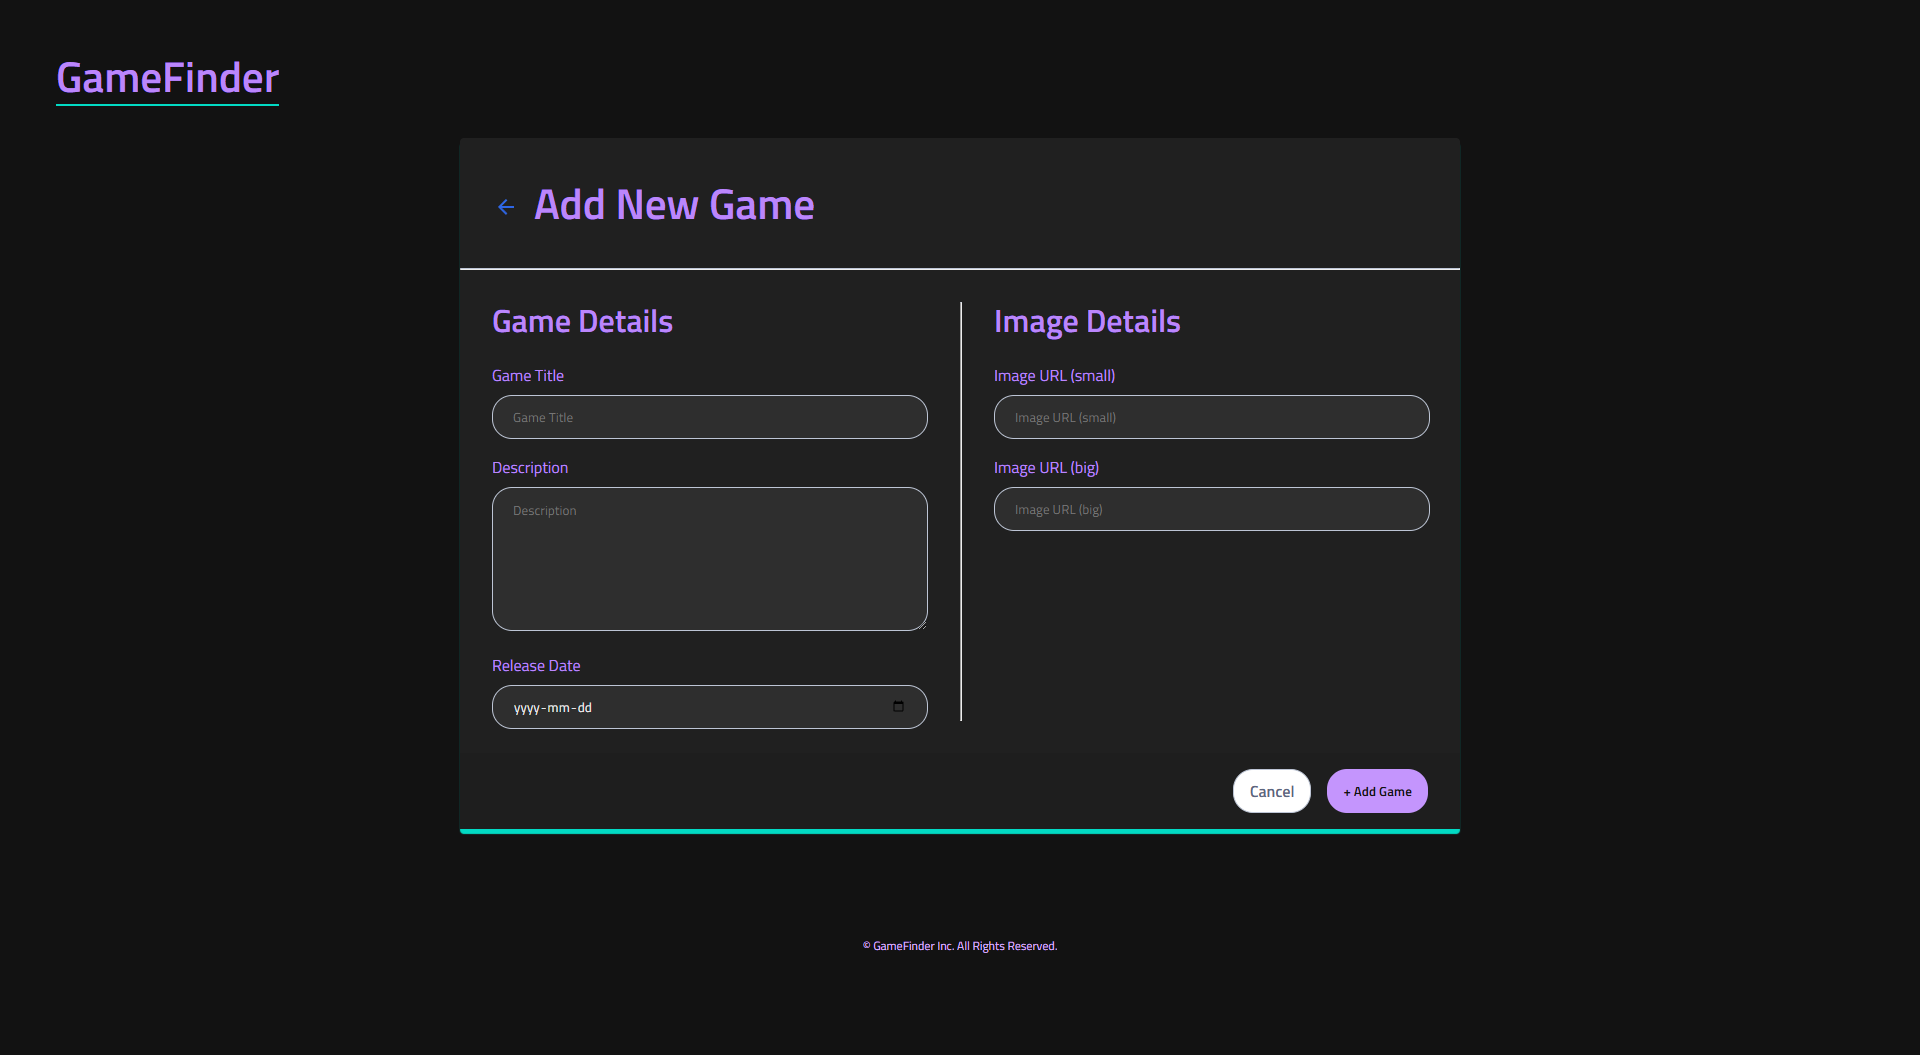 GameFinder
Add New Game
Game Details
Game Title
Game Title
Description
Description
Release Date
yyyy-mm-dd
Image Details
Image URL (small)
Image URL (small)
Image URL (big)
Image URL (big)
Cancel
+ Add Game
© GameFinder Inc. All Rights Reserved.